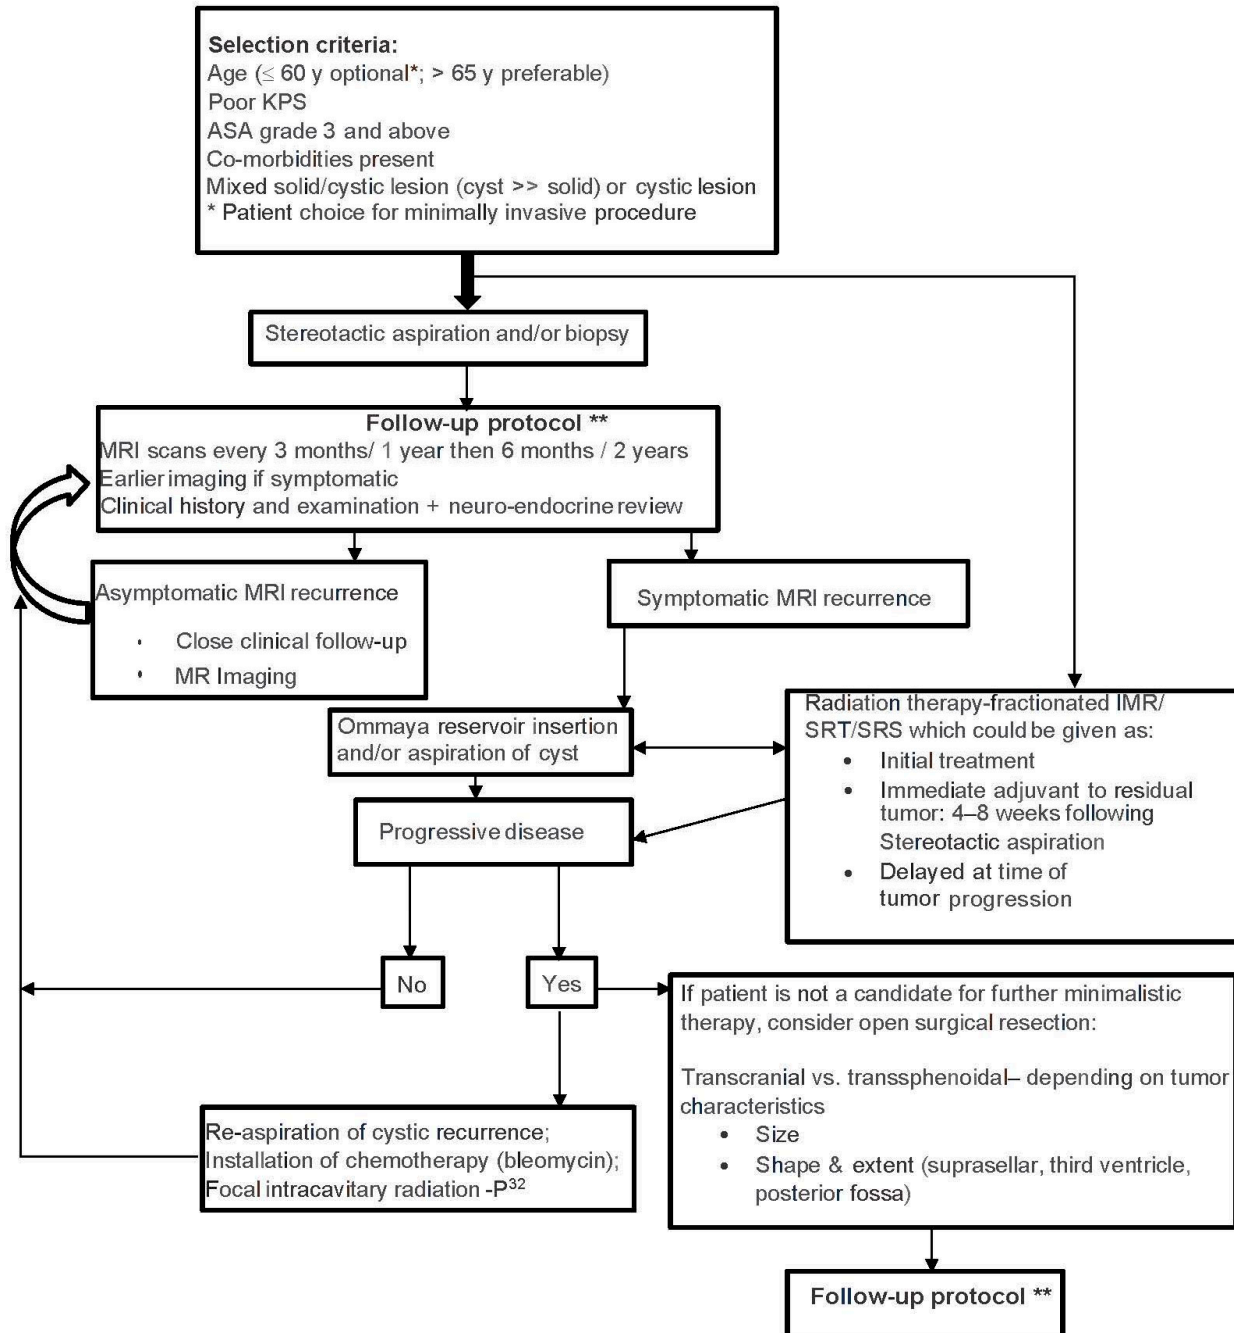 Selection criteria:
Age (≤ 60 y optional*; > 65 y preferable)
Poor KPS
ASA grade 3 and above
Co-morbidities present
Mixed solid/cystic lesion (cyst >> solid) or cystic lesion
* Patient choice for minimally invasive procedure
Stereotactic aspiration and/or biopsy
Follow-up protocol **
MRI scans every 3 months/ 1 year then 6 months / 2 years
Earlier imaging if symptomatic
Clinical history and examination + neuro-endocrine review
Asymptomatic MRI recurrence
• Close clinical follow-up
• MR Imaging
Symptomatic MRI recurrence
Ommaya reservoir insertion
and/or aspiration of cyst
Radiation therapy-fractionated IMR/
SRT/SRS which could be given as:
• Initial treatment
• Immediate adjuvant to residual
tumor: 4–8 weeks following
Stereotactic aspiration
• Delayed at time of
tumor progression
Progressive disease
No
Yes
If patient is not a candidate for further minimalistic
therapy, consider open surgical resection:
Transcranial vs. transsphenoidal– depending on tumor
characteristics
• Size
• Shape & extent (suprasellar, third ventricle,
posterior fossa)
Re-aspiration of cystic recurrence;
Installation of chemotherapy (bleomycin);
Focal intracavitary radiation -P³²
Follow-up protocol **